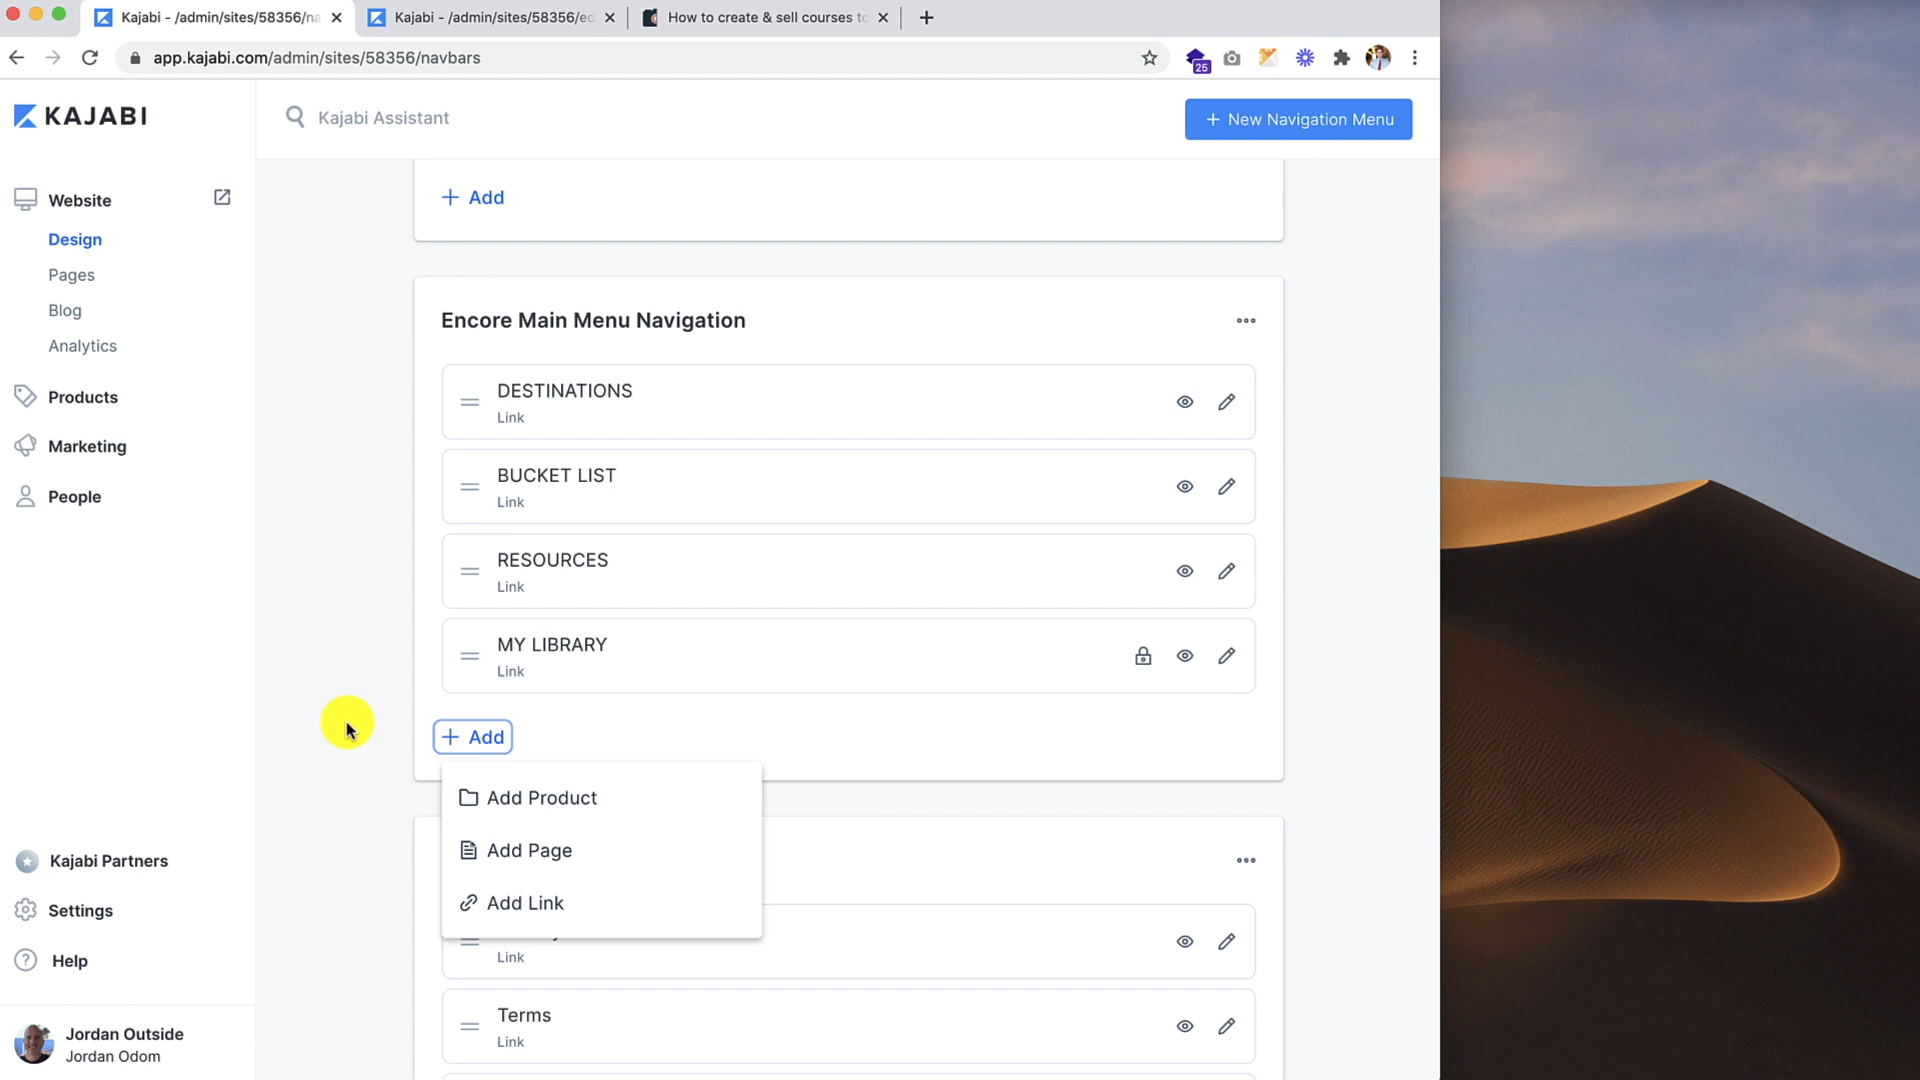 Kajabi - /admin/sites/58356/na
Kajabi - /admin/sites/58356/ed
How to create & sell courses to
app.kajabi.com/admin/sites/58356/navbars
25
KAJABI
Kajabi Assistant
+ New Navigation Menu
Website
Design
Pages
Blog
Analytics
Products
Marketing
People
Kajabi Partners
Settings
? Help
Jordan Outside
Jordan Odom
+ Add
Encore Main Menu Navigation
DESTINATIONS
Link
BUCKET LIST
Link
RESOURCES
Link
MY LIBRARY
Link
+ Add
Add Product
Add Page
Add Link
Link
Terms
Link